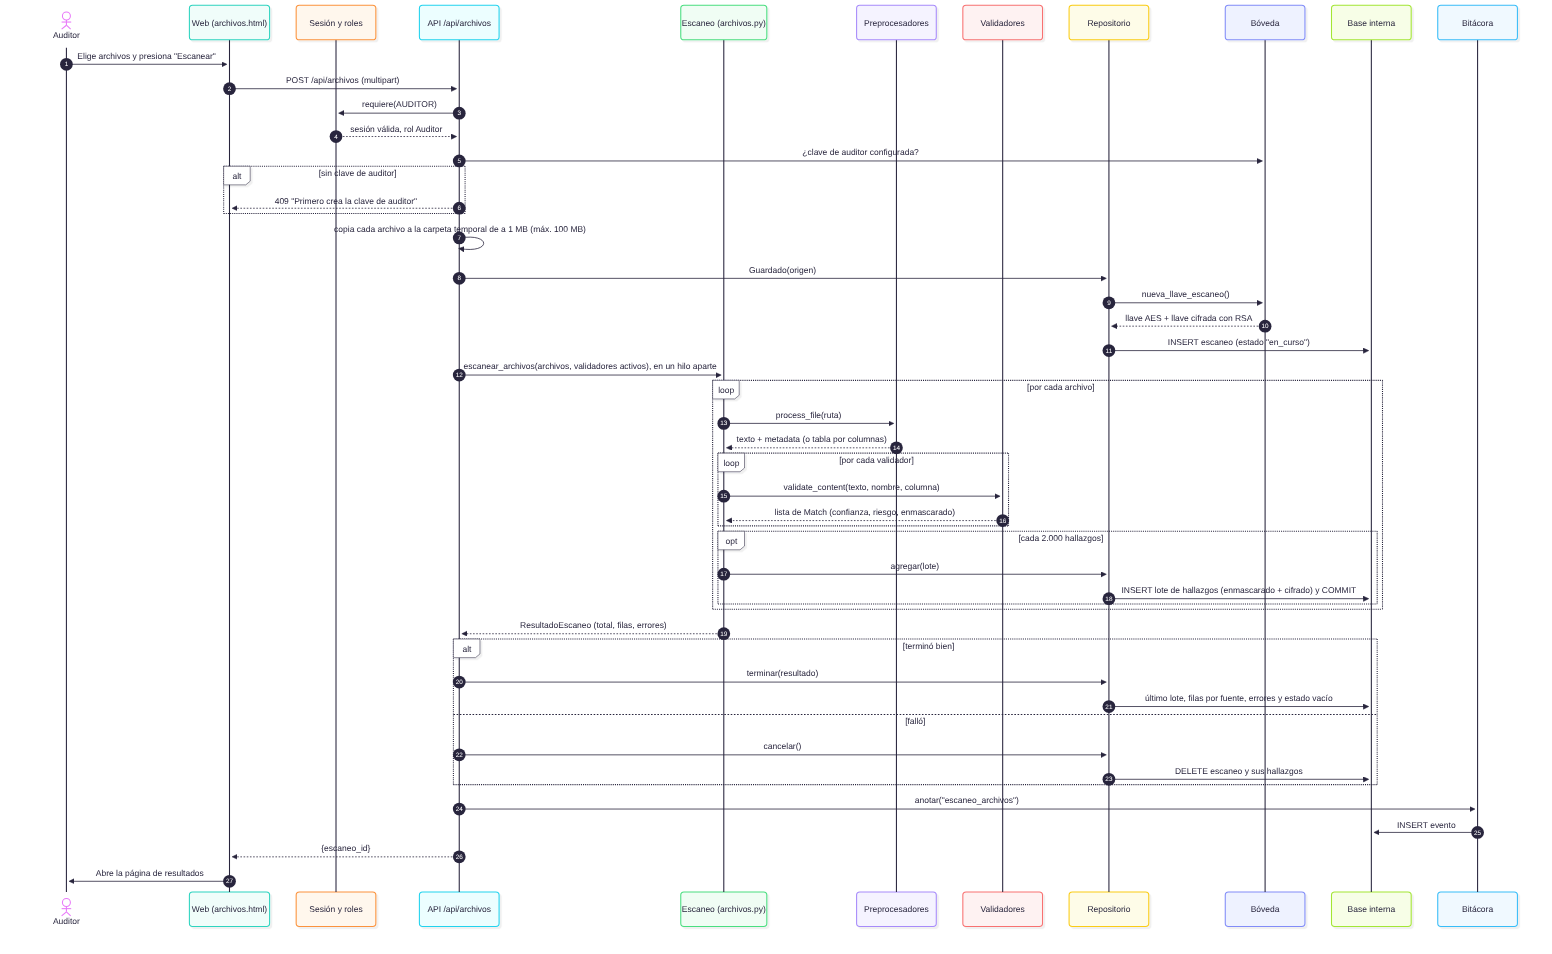 Auditor
Web (archivos.html)
Sesión y roles
API /api/archivos
Escaneo (archivos.py)
Preprocesadores
Validadores
Repositorio
Bóveda
Base interna
Bitácora
1 Elige archivos y presiona "Escanear"
2 POST /api/archivos (multipart)
requiere(AUDITOR) 3
4 sesión válida, rol Auditor
5 ¿clave de auditor configurada?
alt [sin clave de auditor]
409 "Primero crea la clave de auditor" 6
copia cada archivo a la carpeta temporal de a 1 MB (máx. 100 MB)
7
8 Guardado(origen)
9 nueva_llave_escaneo()
llave AES + llave cifrada con RSA 10
11 INSERT escaneo (estado "en_curso")
12 escanear_archivos(archivos, validadores activos), en un hilo aparte
loop [por cada archivo]
13 process_file(ruta)
texto + metadata (o tabla por columnas) 14
loop [por cada validador]
15 validate_content(texto, nombre, columna)
lista de Match (confianza, riesgo, enmascarado) 16
opt [cada 2.000 hallazgos]
17 agregar(lote)
18 INSERT lote de hallazgos (enmascarado + cifrado) y COMMIT
ResultadoEscaneo (total, filas, errores) 19
alt [terminó bien]
20 terminar(resultado)
21 último lote, filas por fuente, errores y estado vacío
[falló]
22 cancelar()
23 DELETE escaneo y sus hallazgos
24 anotar("escaneo_archivos")
INSERT evento 25
{escaneo_id} 26
Abre la página de resultados 27
Auditor
Web (archivos.html)
Sesión y roles
API /api/archivos
Escaneo (archivos.py)
Preprocesadores
Validadores
Repositorio
Bóveda
Base interna
Bitácora